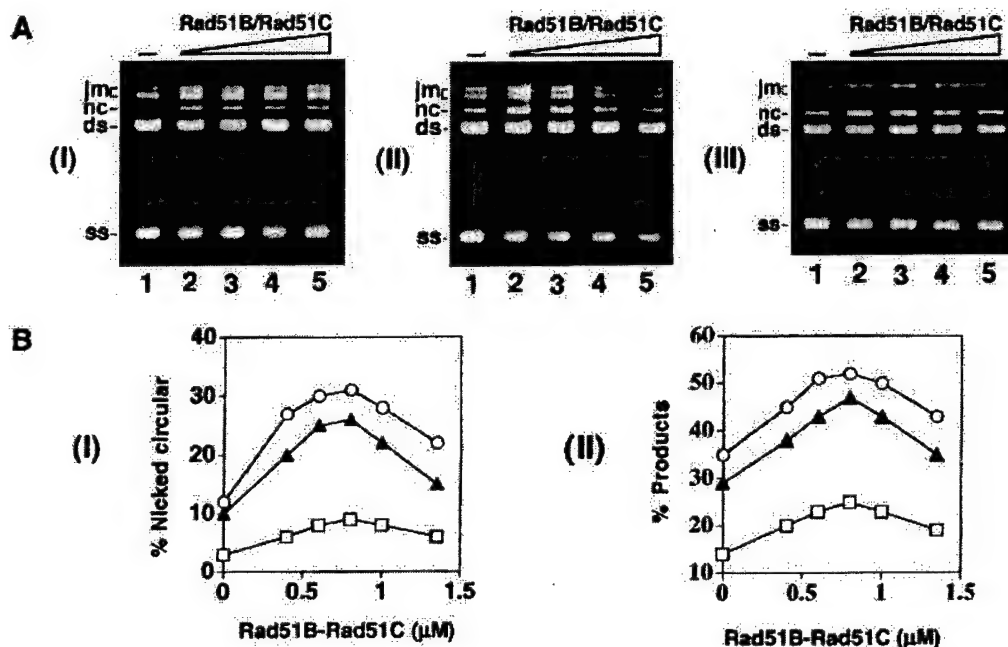 A
Rad51B/Rad51C Rad51B/Rad51C Rad51B/Rad51C
(I) (II) (III)
jm jm jm
nc nc nc
ds ds ds
ss ss ss
1 2 3 4 5 1 2 3 4 5 1 2 3 4 5
B
(I)
% Nicked circular
40
30
20
10
0
0 0.5 1 1.5
Rad51B-Rad51C (μM)
(II)
% Products
60
50
40
30
20
10
0 0.5 1 1.5
Rad51B-Rad51C (μM)